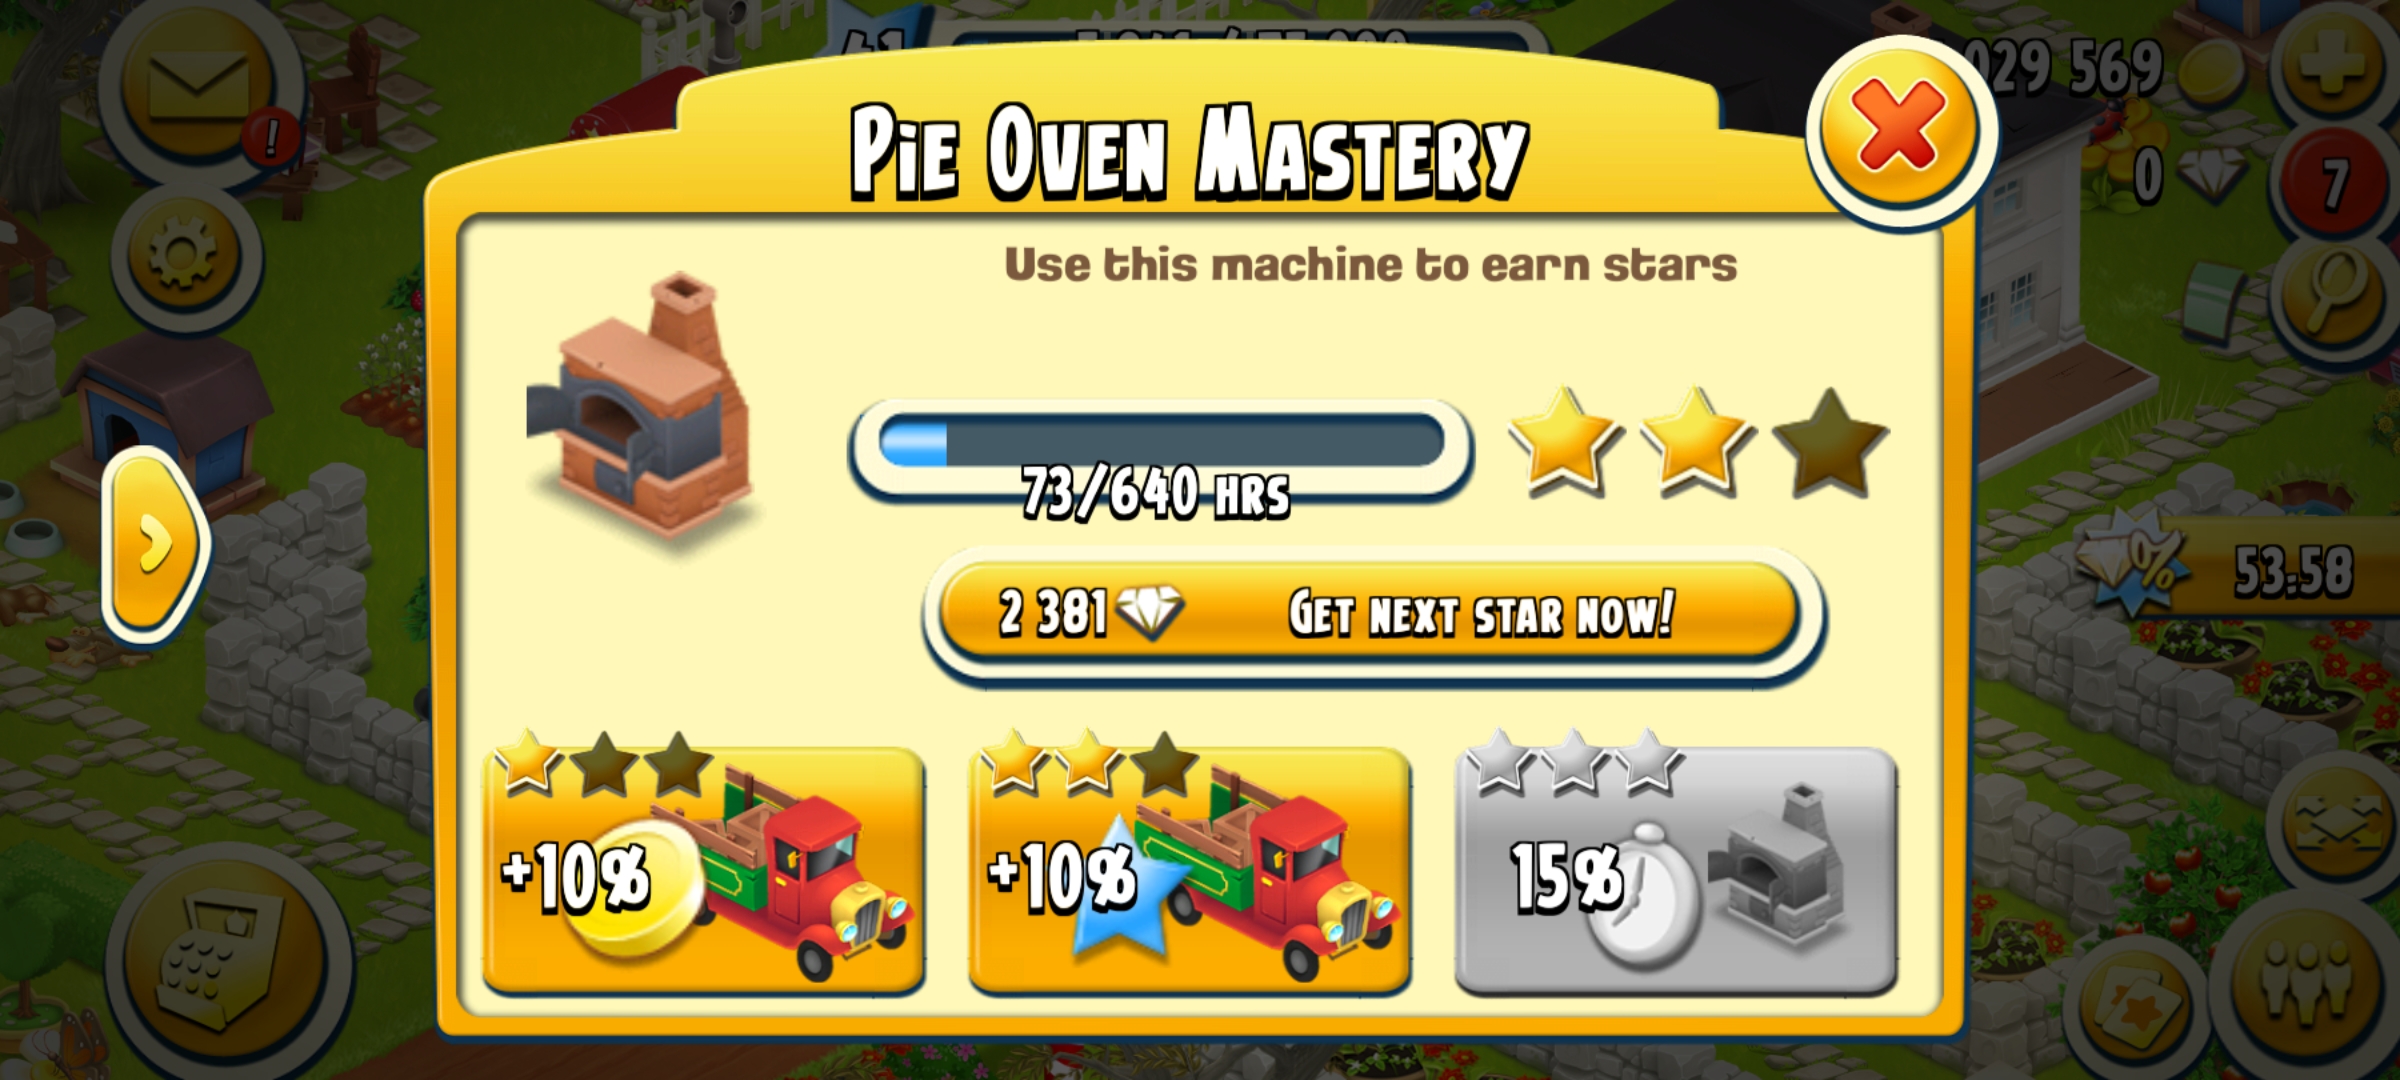 41
029 569
Pie Oven Mastery
0
7
Use this machine to earn stars
73/640 hrs
53:58
2 381 Get next star now!
+10%
+10%
15%